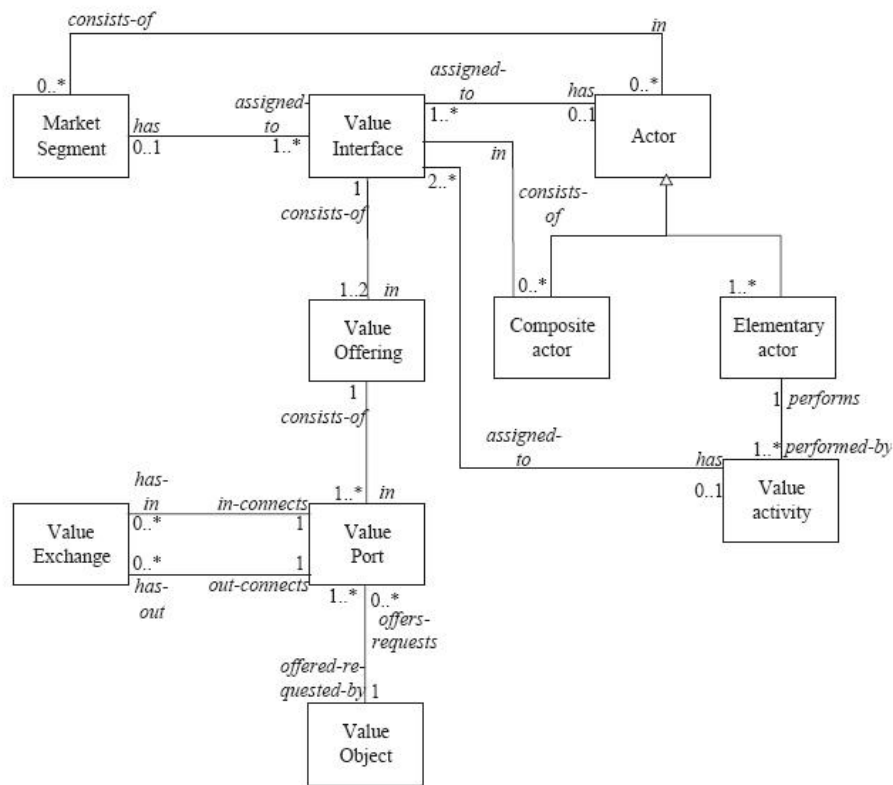 consists-of
in
0..*
0..*
Market
Segment
has
0..1
assigned-
to
1..*
Value
Interface
assigned-
to
1..*
has
0..1
Actor
in
2..*
1
consists-of
consists-
of
1..2
in
Value
Offering
0..*
Composite
actor
1..*
Elementary
actor
1
consists-of
1
performs
assigned-
to
1..*
performed-by
has
0..1
Value
activity
has-
in
0..*
in-connects
1
1..*
in
Value
Exchange
Value
Port
0..*
has-
out
1
out-connects
1..*
0..*
offers-
requests
offered-re-
quested-by
1
Value
Object